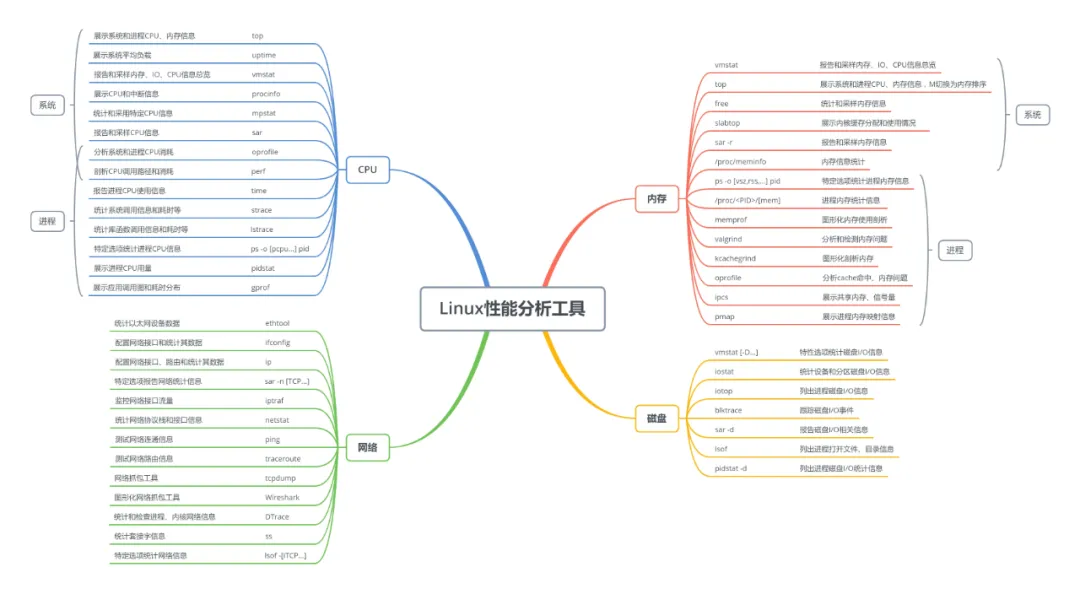 Linux性能分析工具
CPU
系统
展示系统和进程CPU、内存信息 top
展示系统平均负载 uptime
报告和采样内存、IO、CPU信息总览 vmstat
展示CPU和中断信息 procinfo
统计和采用特定CPU信息 mpstat
报告和采样CPU信息 sar
分析系统和进程CPU消耗 oprofile
剖析CPU调用路径和消耗 perf
进程
报告进程CPU使用信息 time
统计系统调用信息和耗时等 strace
统计库函数调用信息和耗时等 lstrace
特定选项统计进程CPU信息 ps -o [pcpu...] pid
展示进程CPU用量 pidstat
展示应用调用图和耗时分布 gprof
网络
统计以太网设备数据 ethtool
配置网络接口和统计其数据 ifconfig
配置网络接口、路由和统计其数据 ip
特定选项报告网络统计信息 sar -n [TCP...]
监控网络接口流量 iptraf
统计网络协议栈和接口信息 netstat
测试网络连通信息 ping
测试网络路由信息 traceroute
网络抓包工具 tcpdump
图形化网络抓包工具 Wireshark
统计和检查进程、内核网络信息 DTrace
统计套接字信息 ss
特定选项统计网络信息 lsof -[iTCP...]
内存
系统
vmstat 报告和采样内存、IO、CPU信息总览
top 展示系统和进程CPU、内存信息，M切换为内存排序
free 统计和采样内存信息
slabtop 展示内核缓存分配和使用情况
sar -r 报告和采样内存信息
/proc/meminfo 内存信息统计
进程
ps -o [vsz,rss,...] pid 特定选项统计进程内存信息
/proc/<PID>/[mem] 进程内存统计信息
memprof 图形化内存使用剖析
valgrind 分析和检测内存问题
kcachegrind 图形化剖析内存
oprofile 分析cache命中、内存问题
ipcs 展示共享内存、信号量
pmap 展示进程内存映射信息
磁盘
vmstat [-D...] 特性选项统计磁盘I/O信息
iostat 统计设备和分区磁盘I/O信息
iotop 列出进程磁盘I/O信息
blktrace 跟踪磁盘I/O事件
sar -d 报告磁盘I/O相关信息
lsof 列出进程打开文件、目录信息
pidstat -d 列出进程磁盘I/O统计信息